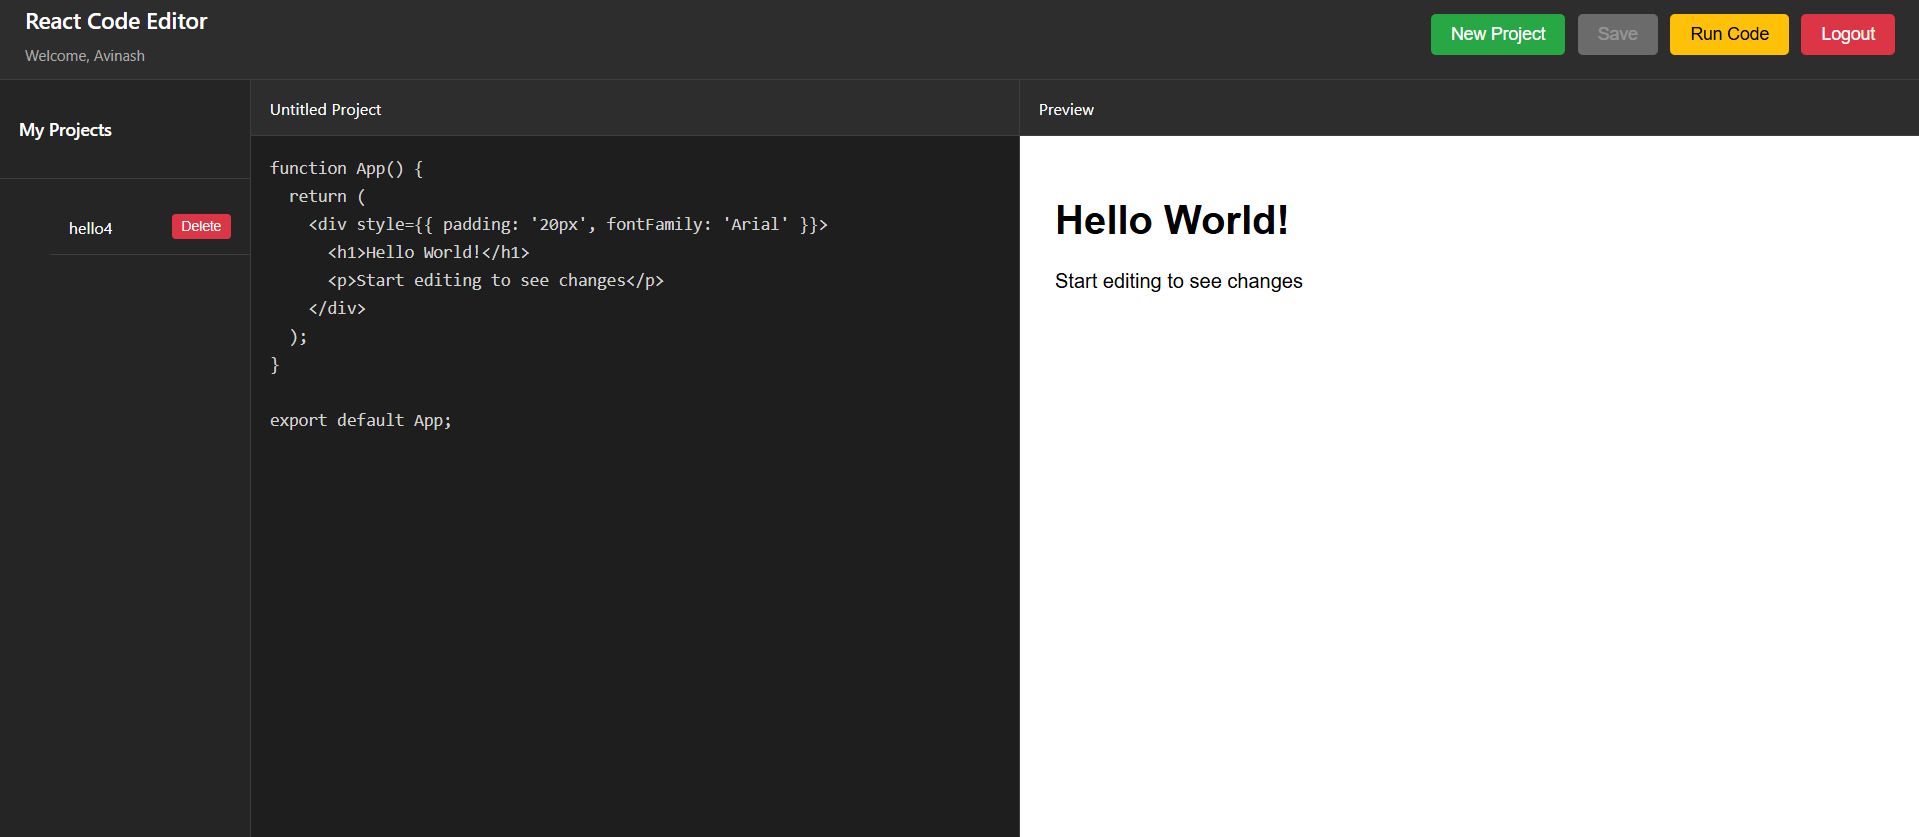 React Code Editor
Welcome, Avinash
New Project
Save
Run Code
Logout
My Projects
hello4
Delete
Untitled Project
function App() {
  return (
    <div style={{ padding: '20px', fontFamily: 'Arial' }}>
      <h1>Hello World!</h1>
      <p>Start editing to see changes</p>
    </div>
  );
}

export default App;
Preview
Hello World!
Start editing to see changes